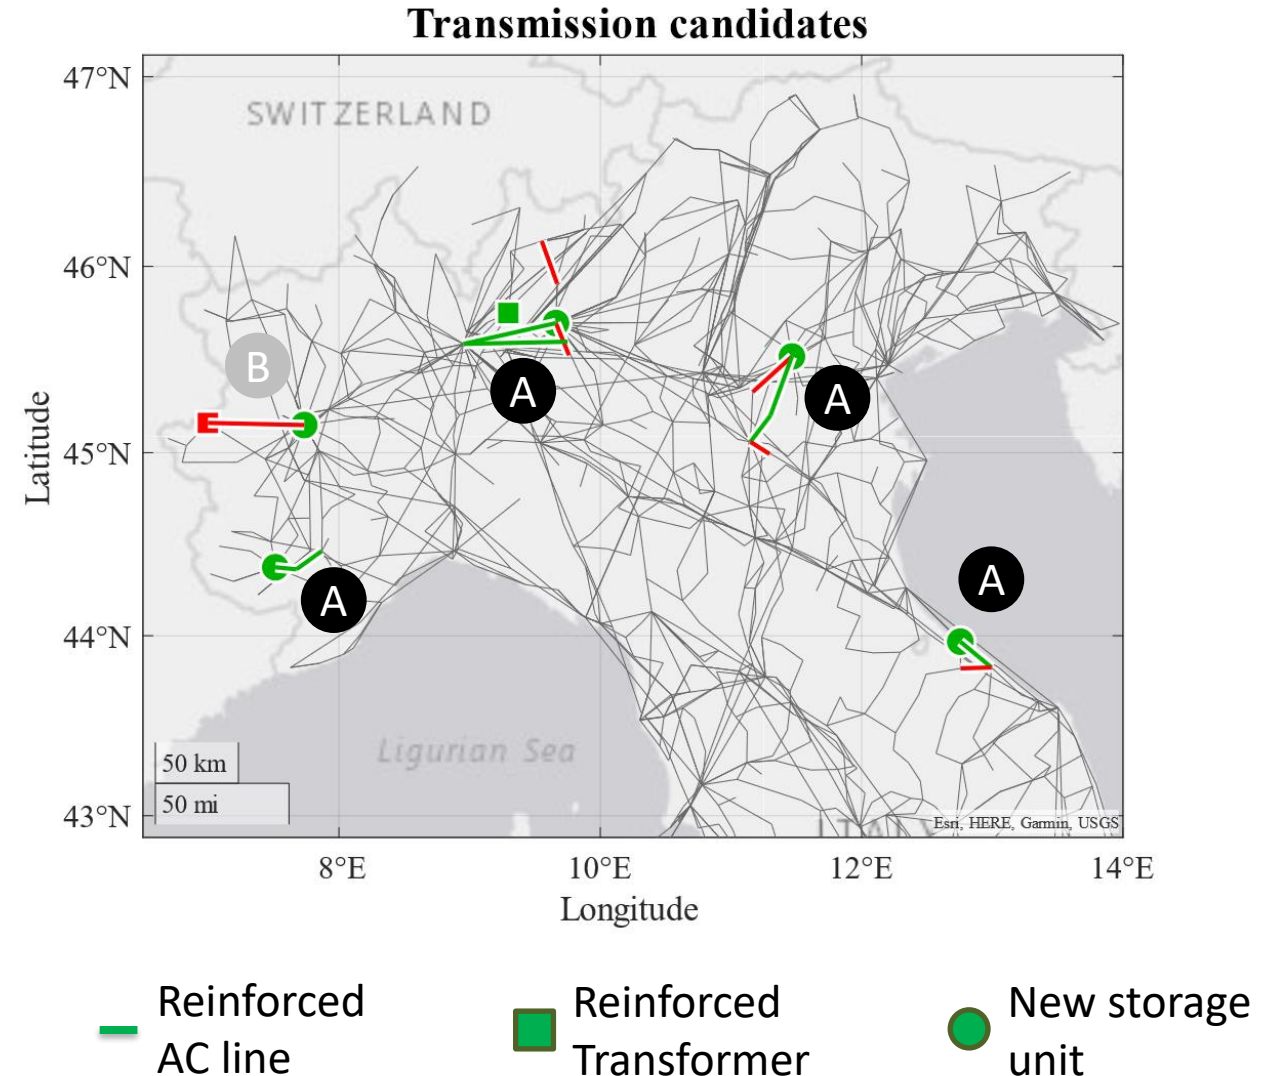 Transmission candidates
47°N
46°N
45°N
44°N
43°N
Latitude
SWITZERLAND
B
A
A
A
A
Ligurian Sea
50 km
50 mi
ITALY
Esri, HERE, Garmin, USGS
8°E
10°E
12°E
14°E
Longitude
Reinforced
AC line
Reinforced
Transformer
New storage
unit